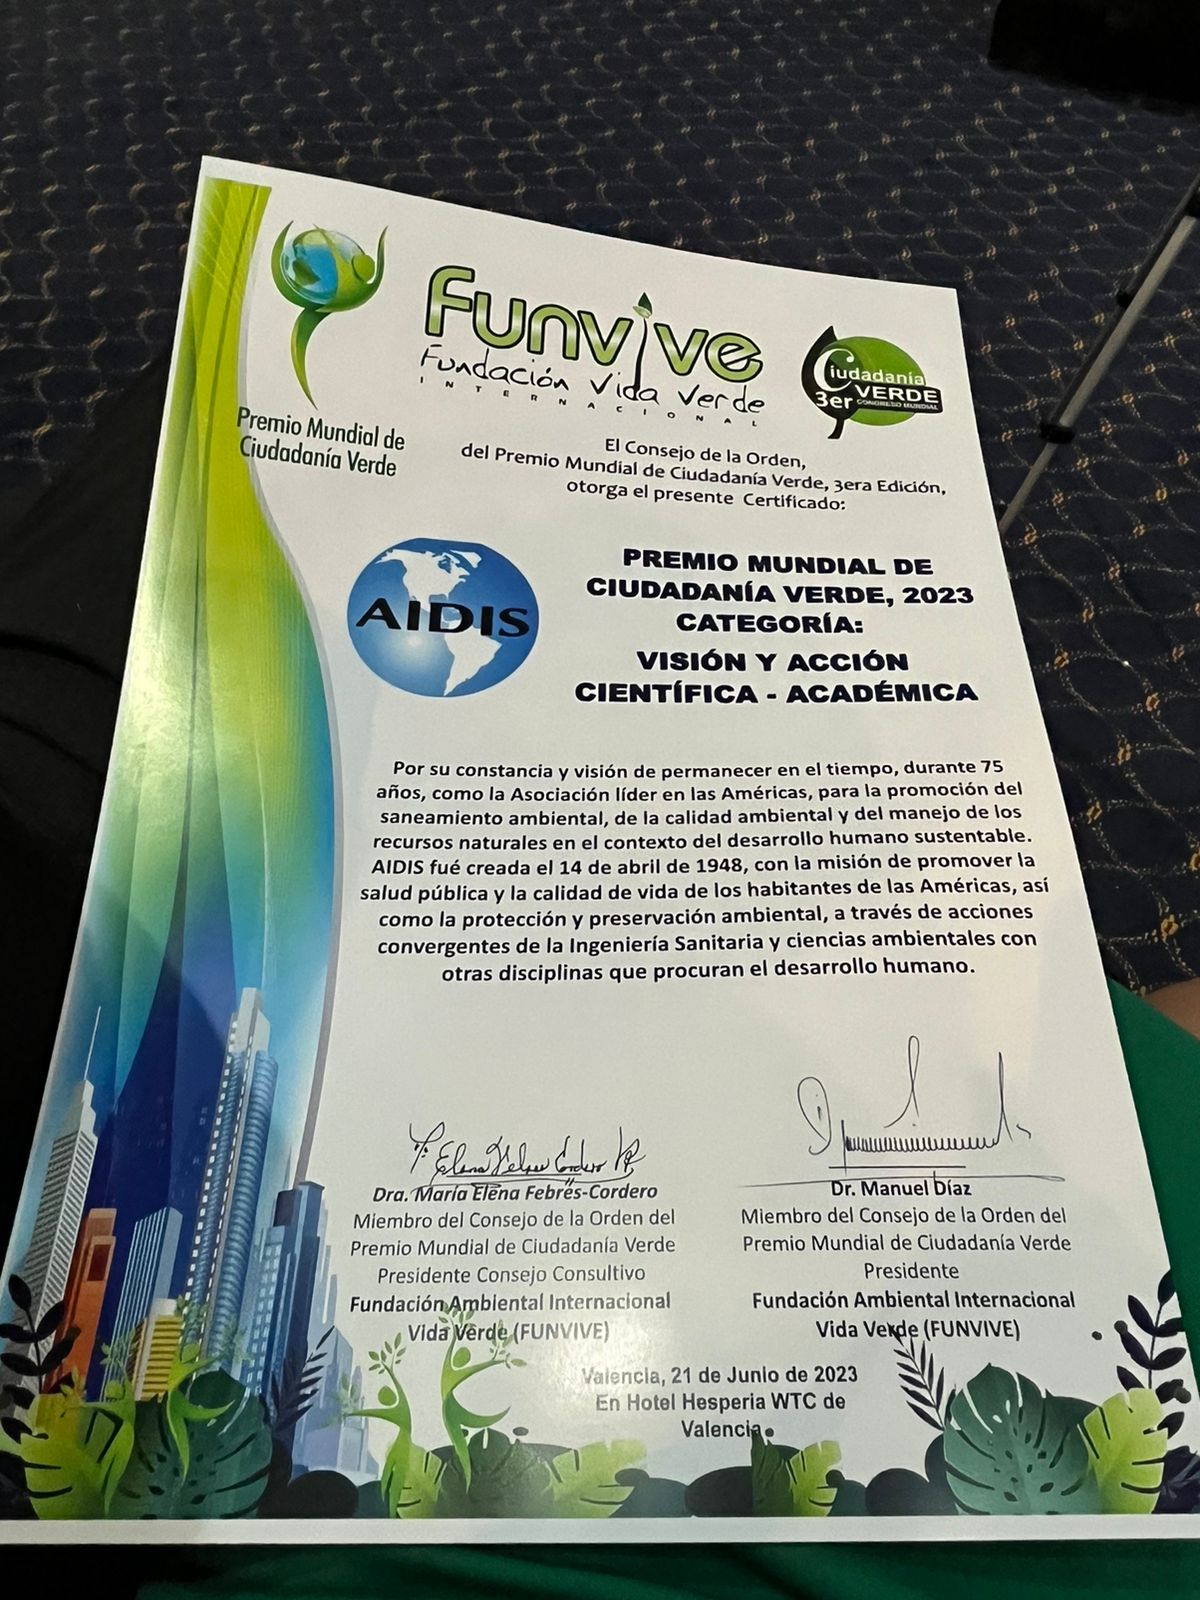 Funvive
Fundación Vida Verde
INTERNACIONAL
Ciudadanía
VERDE
3er CONGRESO MUNDIAL
Premio Mundial de
Ciudadanía Verde
El Consejo de la Orden,
del Premio Mundial de Ciudadanía Verde, 3era Edición,
otorga el presente Certificado:
AIDIS
PREMIO MUNDIAL DE
CIUDADANÍA VERDE, 2023
CATEGORÍA:
VISIÓN Y ACCIÓN
CIENTÍFICA - ACADÉMICA
Por su constancia y visión de permanecer en el tiempo, durante 75
años, como la Asociación líder en las Américas, para la promoción del
saneamiento ambiental, de la calidad ambiental y del manejo de los
recursos naturales en el contexto del desarrollo humano sustentable.
AIDIS fué creada el 14 de abril de 1948, con la misión de promover la
salud pública y la calidad de vida de los habitantes de las Américas, así
como la protección y preservación ambiental, a través de acciones
convergentes de la Ingeniería Sanitaria y ciencias ambientales con
otras disciplinas que procuran el desarrollo humano.
Dra. María Elena Febres-Cordero
Miembro del Consejo de la Orden del
Premio Mundial de Ciudadanía Verde
Presidente Consejo Consultivo
Fundación Ambiental Internacional
Vida Verde (FUNVIVE)
Dr. Manuel Díaz
Miembro del Consejo de la Orden del
Premio Mundial de Ciudadanía Verde
Presidente
Fundación Ambiental Internacional
Vida Verde (FUNVIVE)
Valencia, 21 de Junio de 2023
En Hotel Hesperia WTC de
Valencia